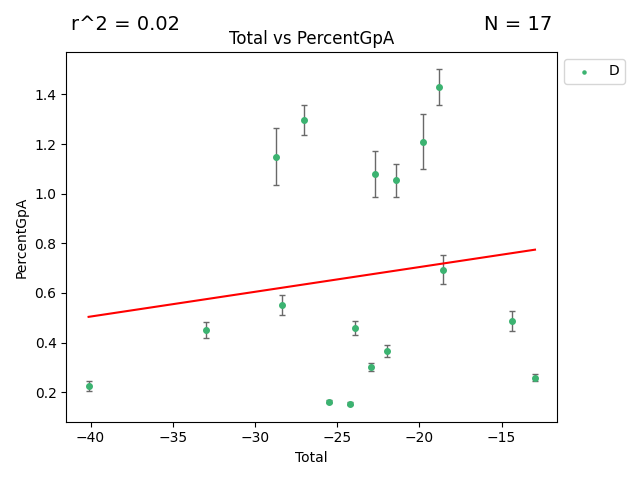 r^2 = 0.02
N = 17
Total vs PercentGpA
D
PercentGpA
1.4
1.2
1.0
0.8
0.6
0.4
0.2
−40
−35
−30
−25
−20
−15
Total